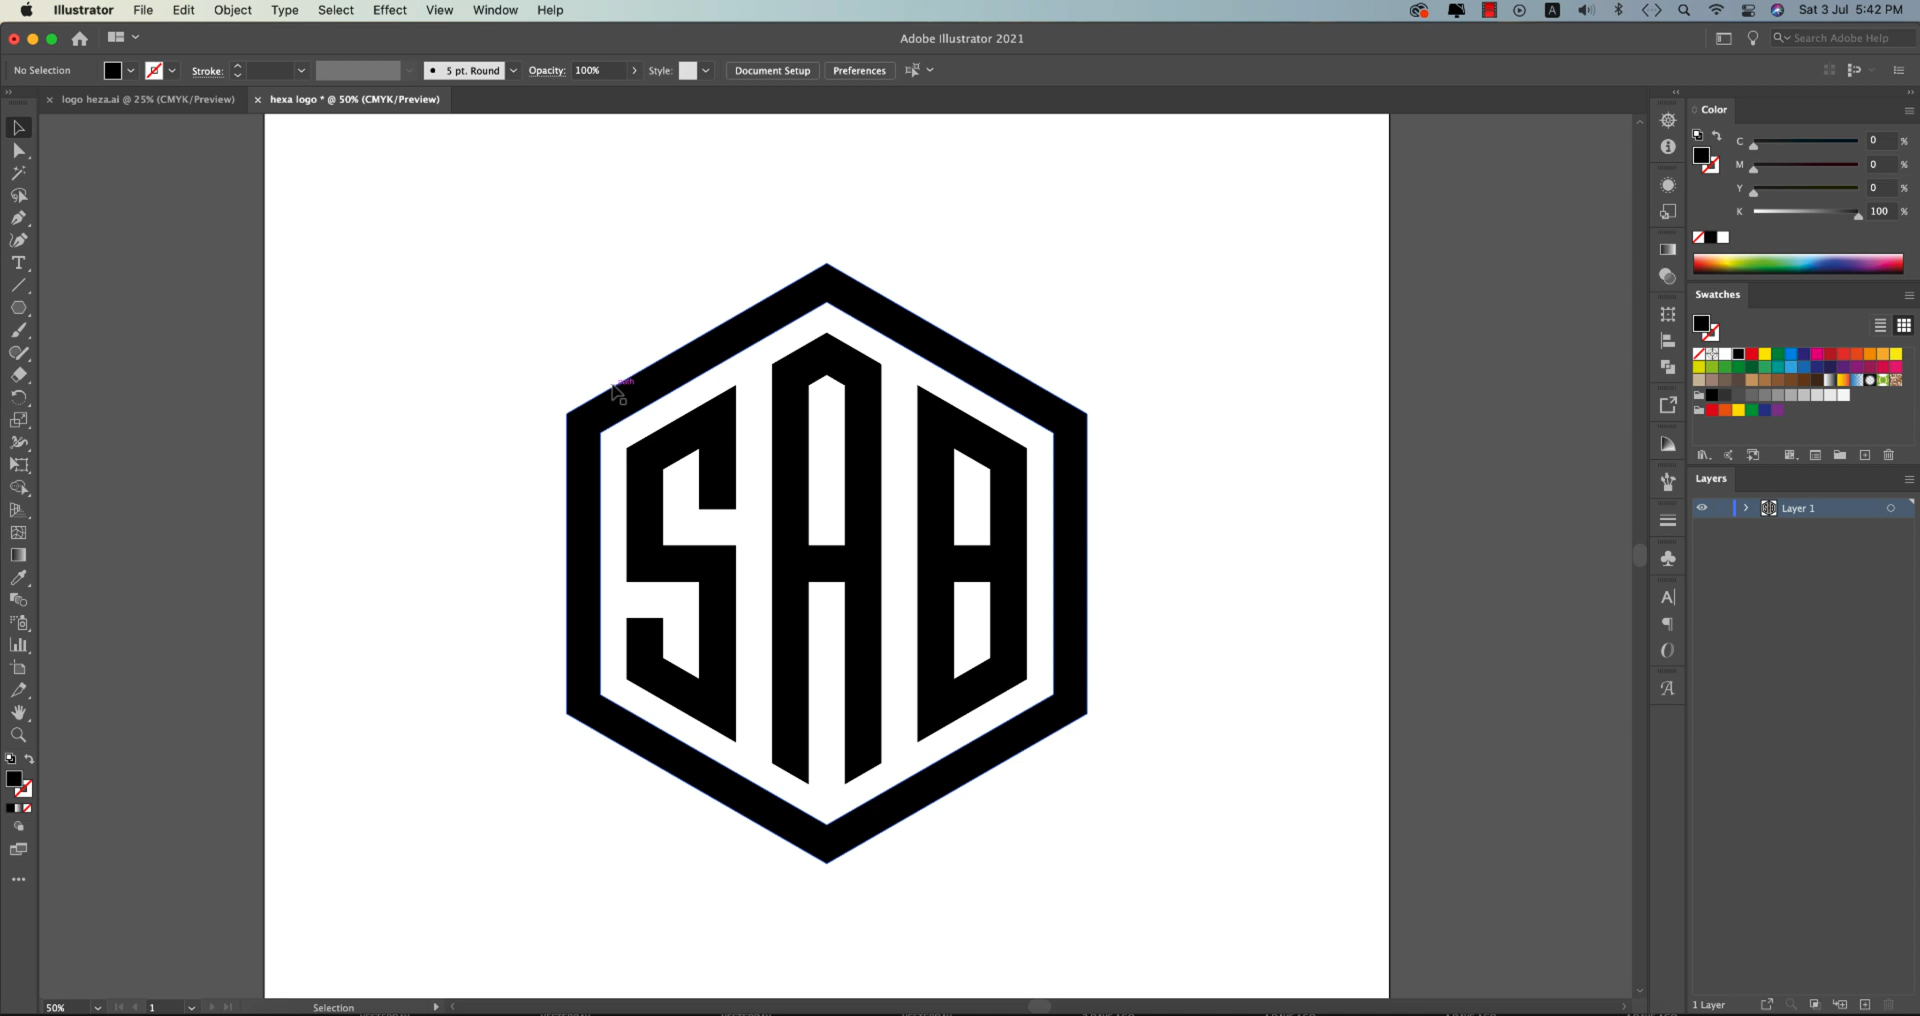 Illustrator File Edit Object Type Select Effect View Window Help A Sat 3 Jul 5:42 PM
Adobe Illustrator 2021 Search Adobe Help
No Selection Stroke: 5 pt. Round Opacity: 100% Style: Document Setup Preferences
logo heza.ai @ 25% (CMYK/Preview) hexa logo * @ 50% (CMYK/Preview)
Color
C 0 %
M 0 %
Y 0 %
K 100 %
Swatches
Layers
Layer 1
SAB
50% 1 Selection 1 Layer